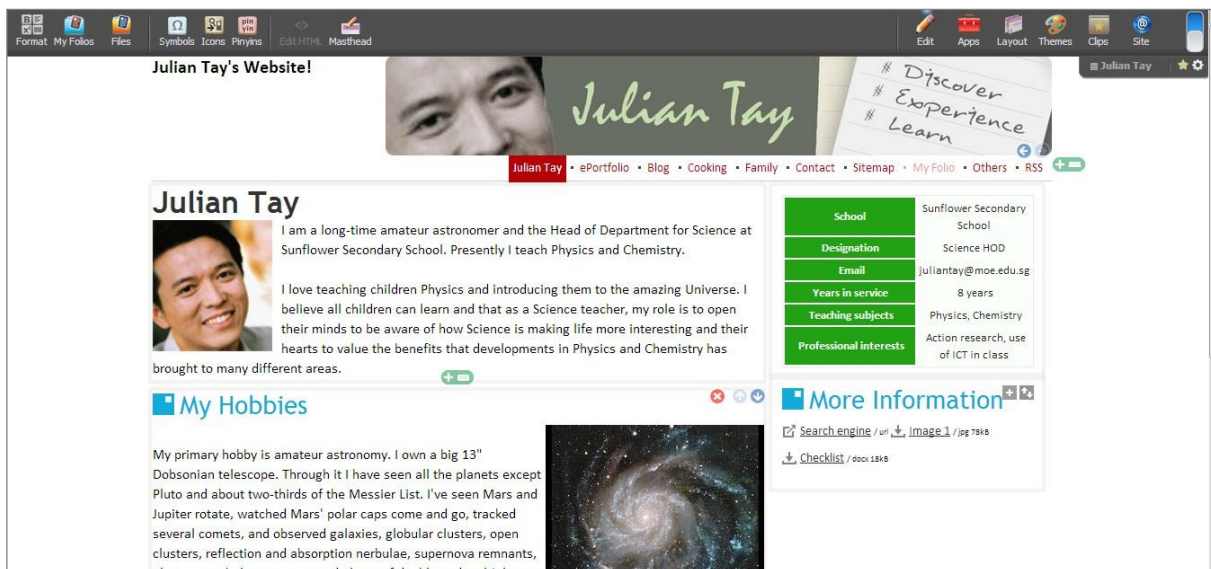 Format My Folios Files Symbols Icons Pinyins Edit HTML Masthead Edit Apps Layout Themes Clips Site
Julian Tay
Julian Tay's Website!
Julian Tay
# Discover
# Experience
# Learn
Julian Tay ▪ ePortfolio ▪ Blog ▪ Cooking ▪ Family ▪ Contact ▪ Sitemap ▪ My Folio ▪ Others ▪ RSS
Julian Tay
I am a long-time amateur astronomer and the Head of Department for Science at
Sunflower Secondary School. Presently I teach Physics and Chemistry.
I love teaching children Physics and introducing them to the amazing Universe. I
believe all children can learn and that as a Science teacher, my role is to open
their minds to be aware of how Science is making life more interesting and their
hearts to value the benefits that developments in Physics and Chemistry has
brought to many different areas.
School Sunflower Secondary
School
Designation Science HOD
Email juliantay@moe.edu.sg
Years in service 8 years
Teaching subjects Physics, Chemistry
Professional interests Action research, use
of ICT in class
My Hobbies
My primary hobby is amateur astronomy. I own a big 13"
Dobsonian telescope. Through it I have seen all the planets except
Pluto and about two-thirds of the Messier List. I've seen Mars and
Jupiter rotate, watched Mars' polar caps come and go, tracked
several comets, and observed galaxies, globular clusters, open
clusters, reflection and absorption nerbulae, supernova remnants,
More Information
Search engine / url Image 1 / jpg 78kB
Checklist / docx 18kB